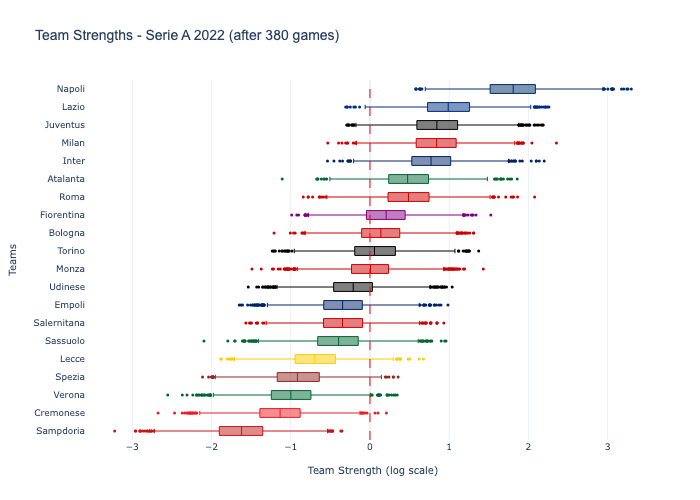 Team Strengths - Serie A 2022 (after 380 games)
Napoli
Lazio
Juventus
Milan
Inter
Atalanta
Roma
Fiorentina
Bologna
Torino
Monza
Udinese
Empoli
Salernitana
Sassuolo
Lecce
Spezia
Verona
Cremonese
Sampdoria
Teams
−3 −2 −1 0 1 2 3
Team Strength (log scale)